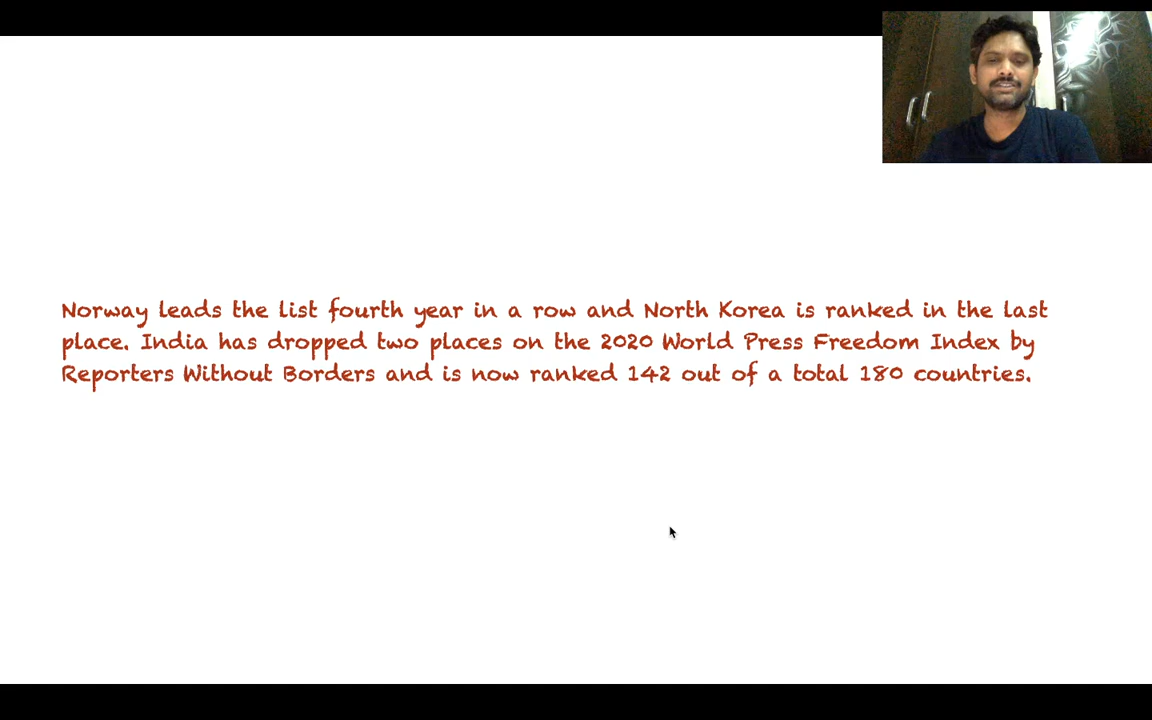 Norway leads the list fourth year in a row and North Korea is ranked in the last
place. India has dropped two places on the 2020 World Press Freedom Index by
Reporters Without Borders and is now ranked 142 out of a total 180 countries.